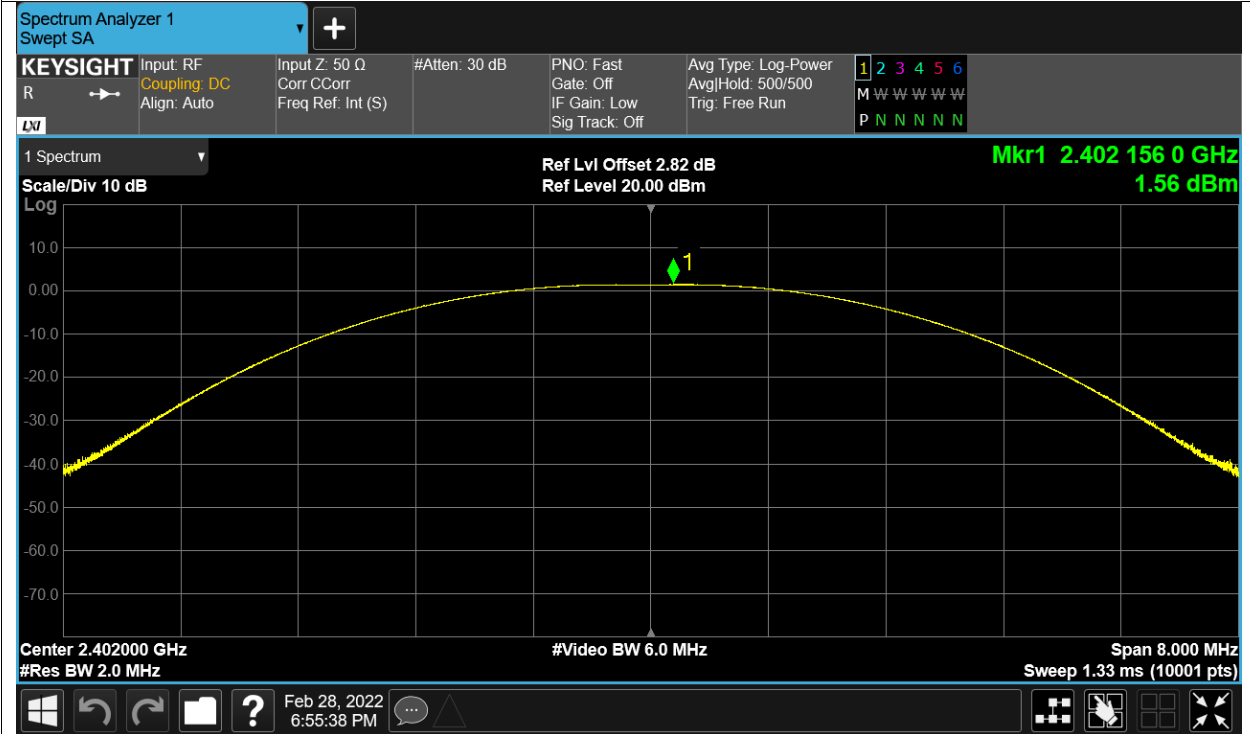 Spectrum Analyzer 1
Swept SA
▼
+
KEYSIGHT
R
LXI
Input: RF
Coupling: DC
Align: Auto
Input Z: 50 Ω
Corr CCorr
Freq Ref: Int (S)
#Atten: 30 dB
PNO: Fast
Gate: Off
IF Gain: Low
Sig Track: Off
Avg Type: Log-Power
Avg|Hold: 500/500
Trig: Free Run
1 2 3 4 5 6
M W W W W W
P N N N N N
1 Spectrum ▼
Scale/Div 10 dB
Log
Ref Lvl Offset 2.82 dB
Ref Level 20.00 dBm
Mkr1 2.402 156 0 GHz
1.56 dBm
10.0
1
0.00
-10.0
-20.0
-30.0
-40.0
-50.0
-60.0
-70.0
Center 2.402000 GHz
#Video BW 6.0 MHz
Span 8.000 MHz
#Res BW 2.0 MHz
Sweep 1.33 ms (10001 pts)
?
Feb 28, 2022
6:55:38 PM